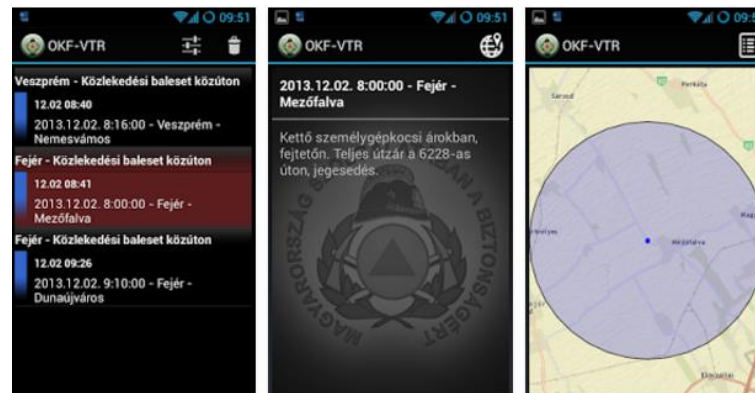 09:51
OKF-VTR
Veszprém - Közlekedési baleset közúton
12.02 08:40
2013.12.02. 8:16:00 - Veszprém -
Nemesvámos
Fejér - Közlekedési baleset közúton
12.02 08:41
2013.12.02. 8:00:00 - Fejér -
Mezőfalva
Fejér - Közlekedési baleset közúton
12.02 09:26
2013.12.02. 9:10:00 - Fejér -
Dunaújváros
09:51
OKF-VTR
2013.12.02. 8:00:00 - Fejér -
Mezőfalva
Kettő személygépkocsi árokban,
fejtetőn. Teljes útzár a 6228-as
úton, jegesedés.
MAGYARORSZÁG
A BIZTONSÁGÉRT
09:51
OKF-VTR
Perkáta
Sárosd
Mezőfalva